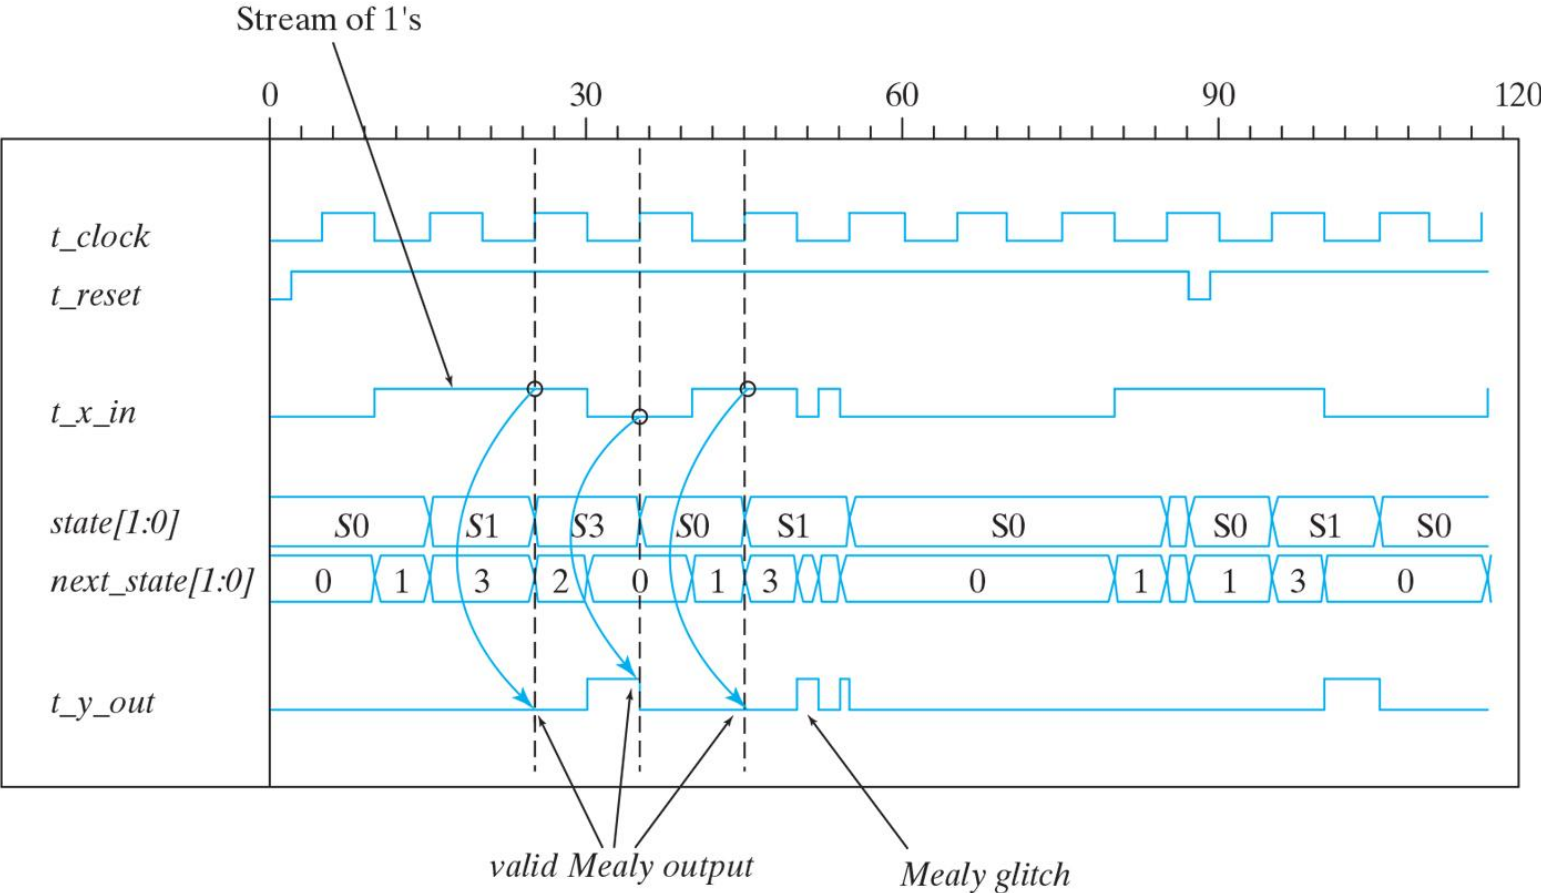 Stream of 1's
0 30 60 90 120
t_clock
t_reset
t_x_in
state[1:0] S0 S1 S3 S0 S1 S0 S0 S1 S0
next_state[1:0] 0 1 3 2 0 1 3 0 1 1 3 0
t_y_out
valid Mealy output
Mealy glitch